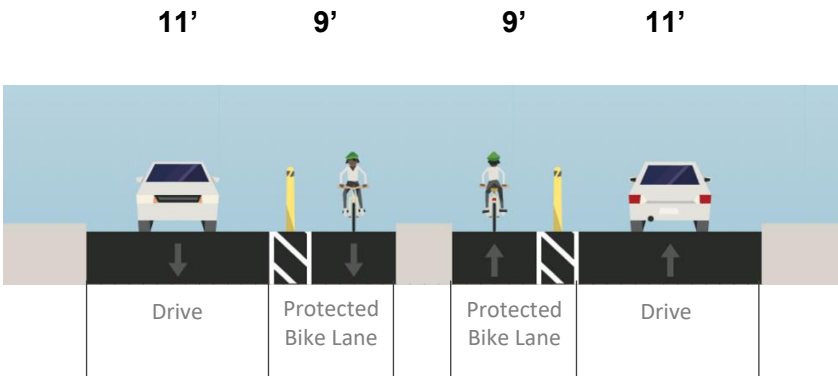 11’ 9’ 9’ 11’
Drive Protected Bike Lane Protected Bike Lane Drive